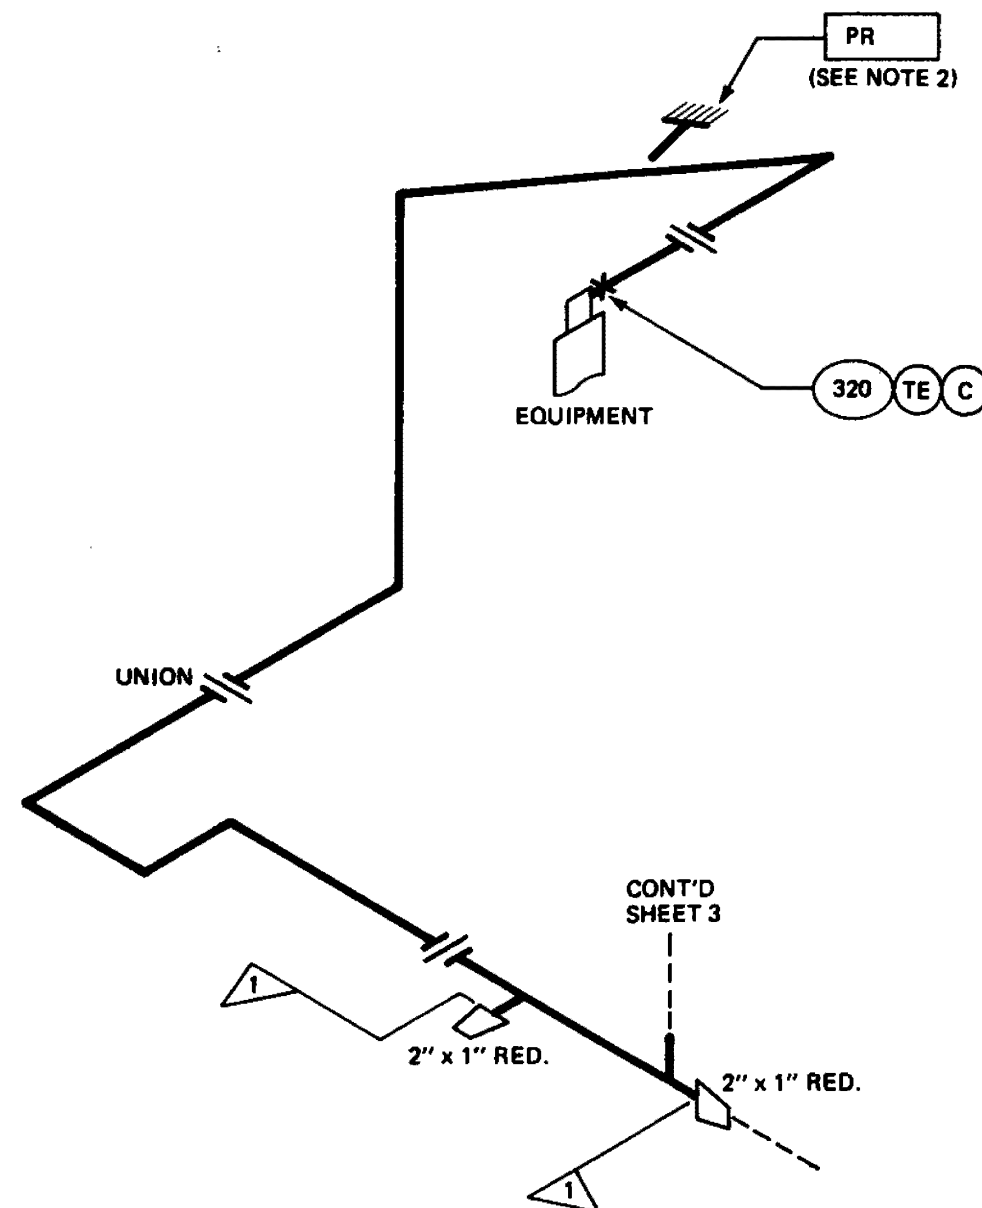 PR
(SEE NOTE 2)
320 TE C
EQUIPMENT
UNION
CONT'D
SHEET 3
1
2" x 1" RED.
2" x 1" RED.
1